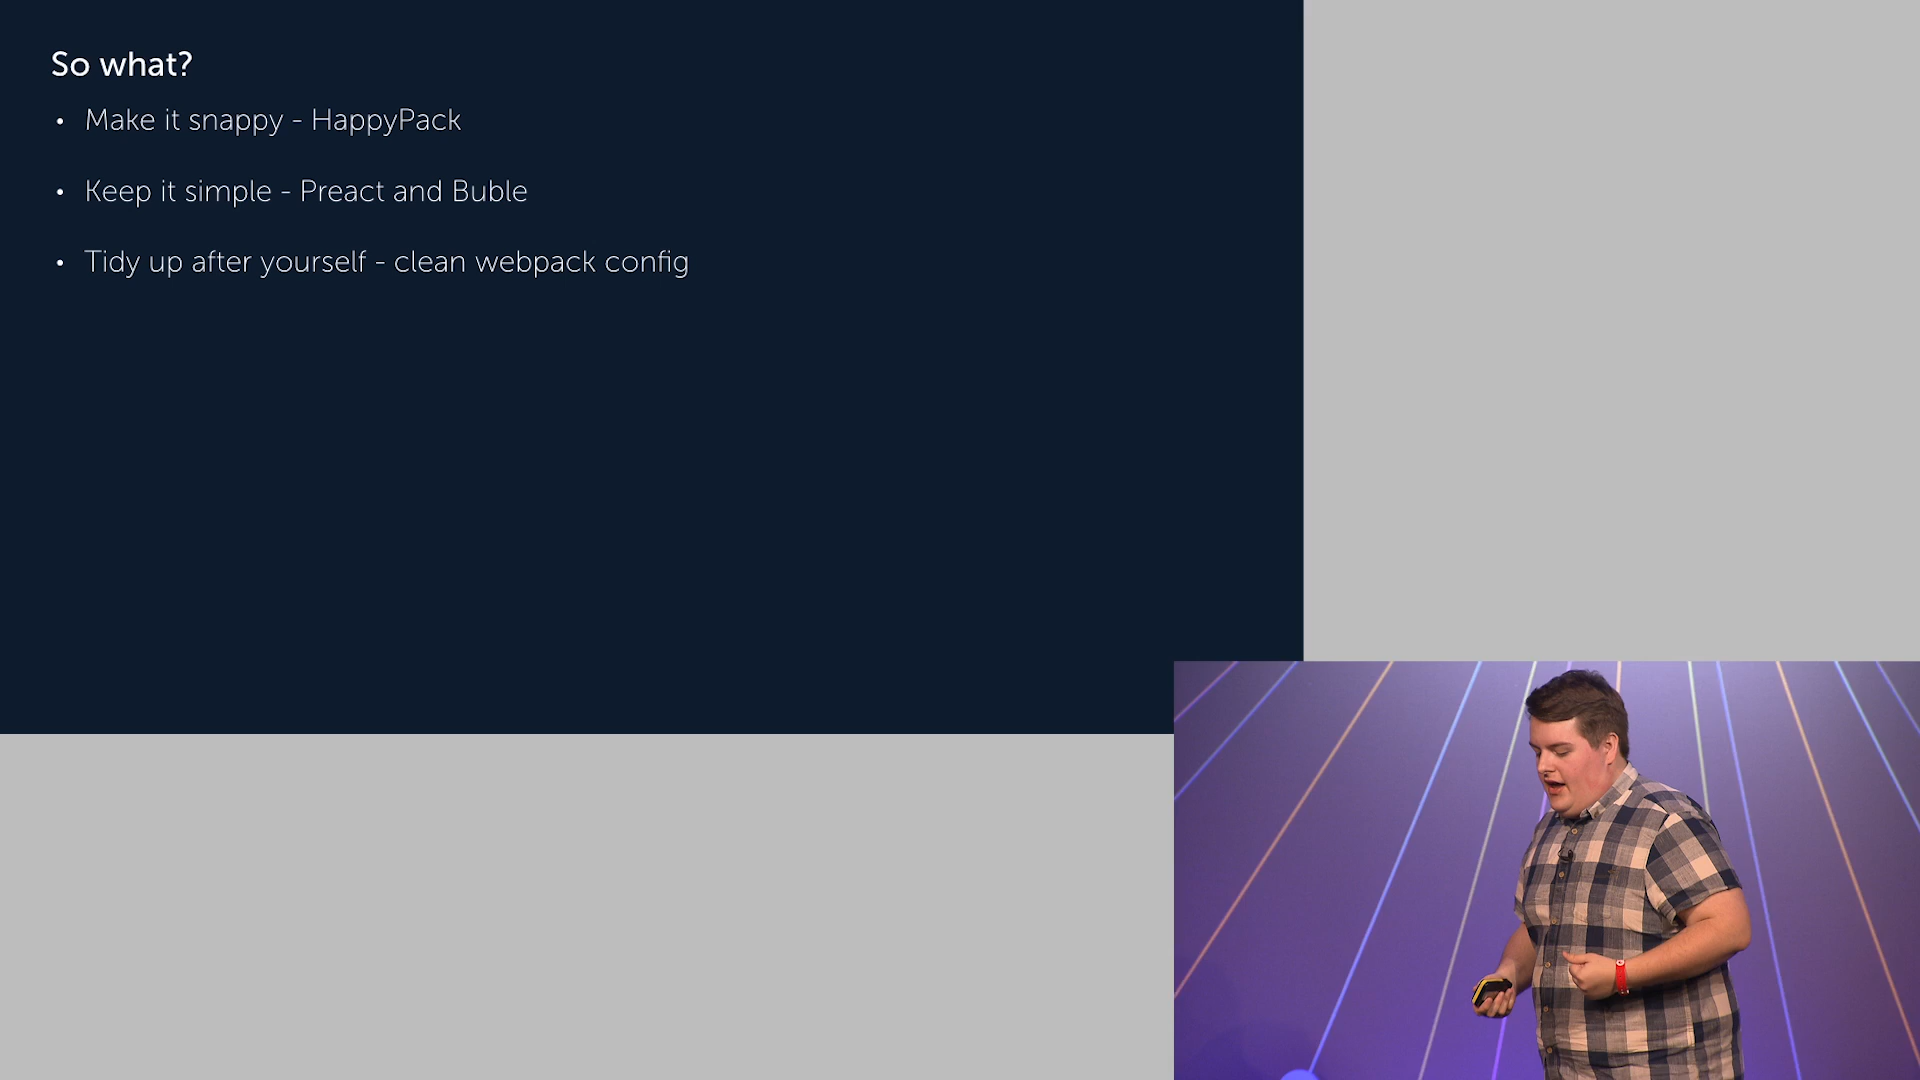 So what?
• Make it snappy - HappyPack
• Keep it simple - Preact and Buble
• Tidy up after yourself - clean webpack config